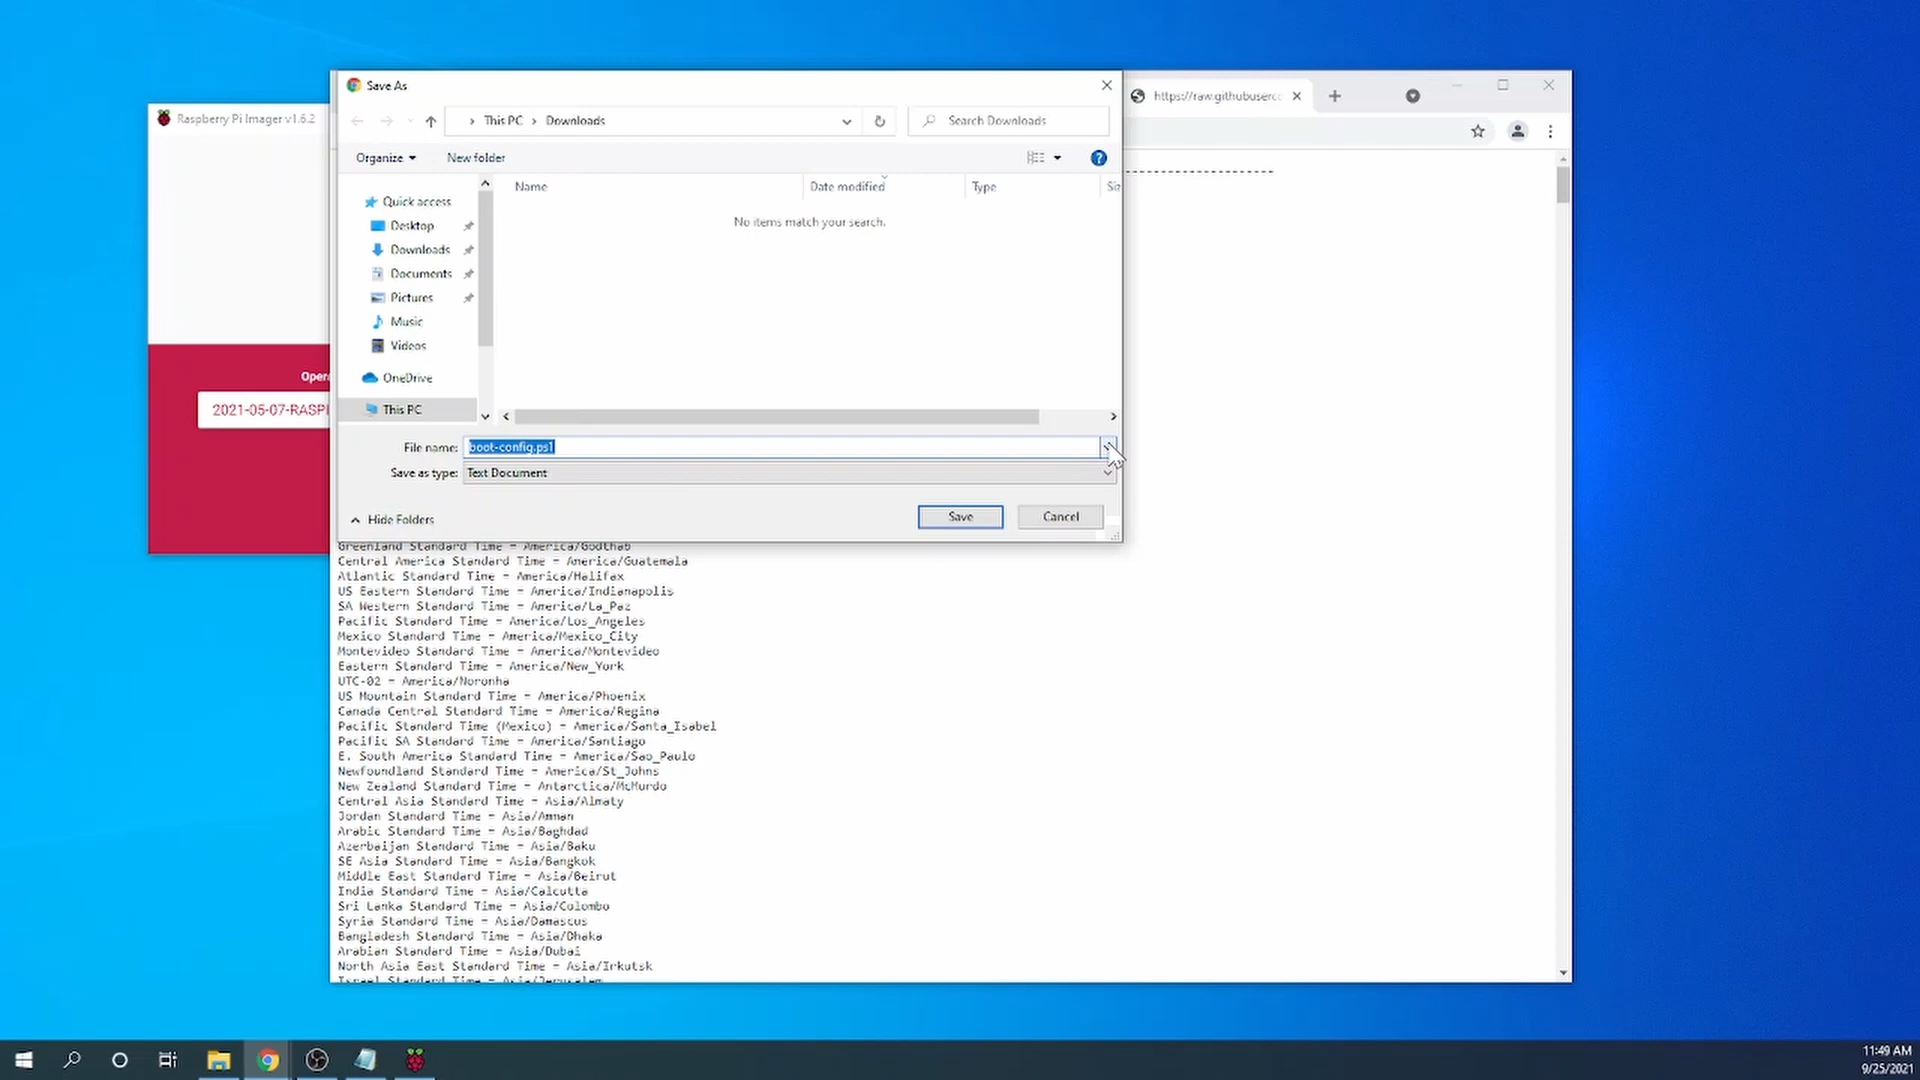 Save As
https://raw.githubuserc
Raspberry Pi Imager v1.6.2
This PC
Downloads
Search Downloads
Organize
New folder
Name
Date modified
Type
Quick access
Desktop
Downloads
Documents
Pictures
Music
Videos
OneDrive
This PC
No items match your search.
Opera
2021-05-07-RASPI
File name:
boot-config.ps1
Save as type:
Text Document
Hide Folders
Save
Cancel
Greenland Standard Time = America/Godthab
Central America Standard Time = America/Guatemala
Atlantic Standard Time = America/Halifax
US Eastern Standard Time = America/Indianapolis
SA Western Standard Time = America/La_Paz
Pacific Standard Time = America/Los_Angeles
Mexico Standard Time = America/Mexico_City
Montevideo Standard Time = America/Montevideo
Eastern Standard Time = America/New_York
UTC-02 = America/Noronha
US Mountain Standard Time = America/Phoenix
Canada Central Standard Time = America/Regina
Pacific Standard Time (Mexico) = America/Santa_Isabel
Pacific SA Standard Time = America/Santiago
E. South America Standard Time = America/Sao_Paulo
Newfoundland Standard Time = America/St_Johns
New Zealand Standard Time = Antarctica/McMurdo
Central Asia Standard Time = Asia/Almaty
Jordan Standard Time = Asia/Amman
Arabic Standard Time = Asia/Baghdad
Azerbaijan Standard Time = Asia/Baku
SE Asia Standard Time = Asia/Bangkok
Middle East Standard Time = Asia/Beirut
India Standard Time = Asia/Calcutta
Sri Lanka Standard Time = Asia/Colombo
Syria Standard Time = Asia/Damascus
Bangladesh Standard Time = Asia/Dhaka
Arabian Standard Time = Asia/Dubai
North Asia East Standard Time = Asia/Irkutsk
Israel Standard Time = Asia/Jerusalem
11:49 AM
9/25/2021